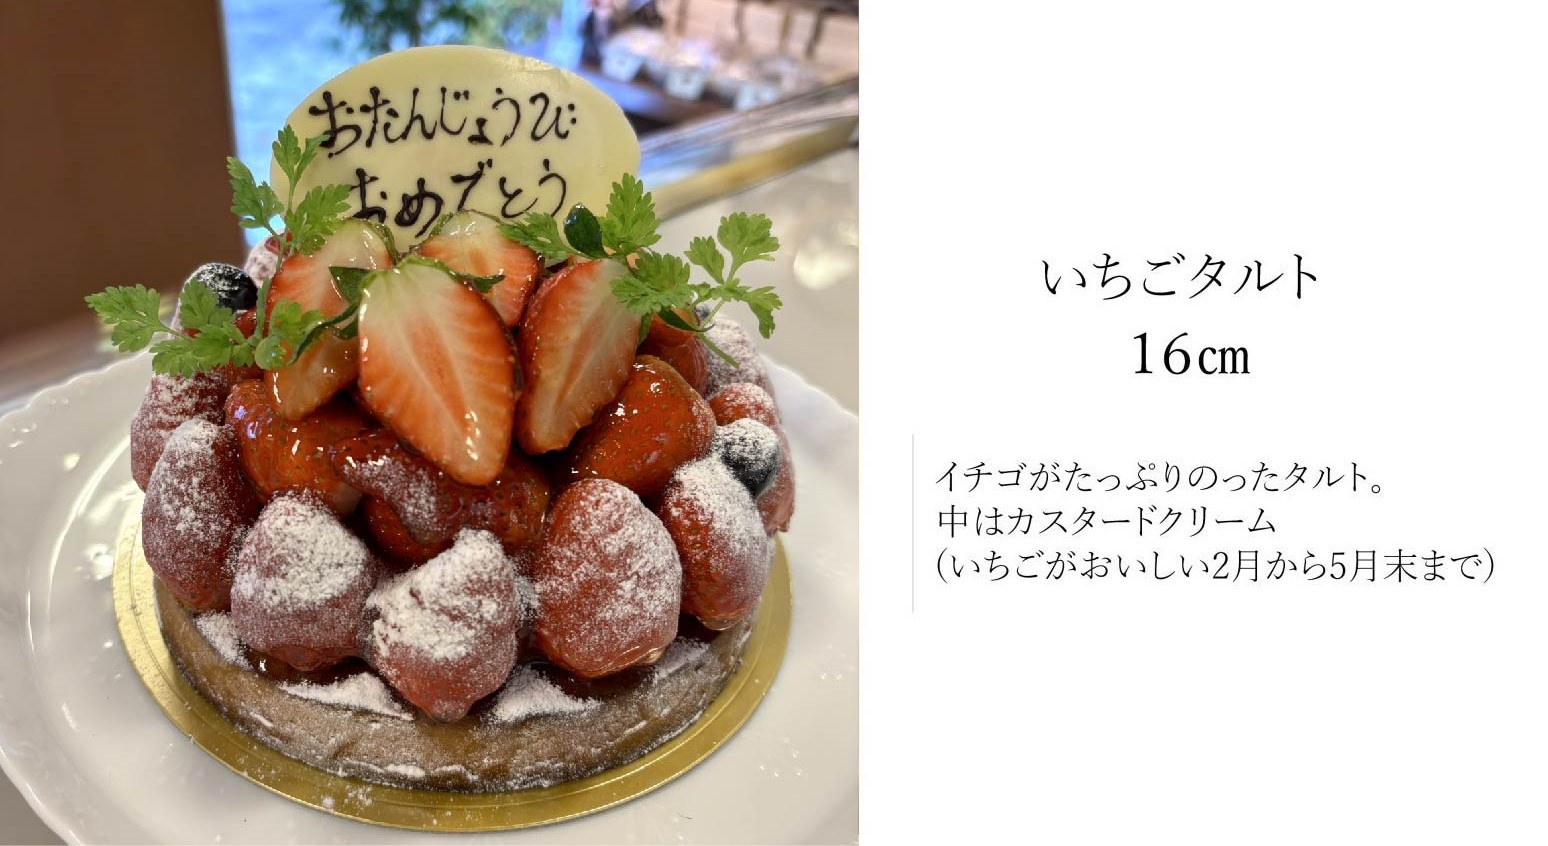 おたんじょうび
おめでとう
いちごタルト
16cm
イチゴがたっぷりのったタルト。
中はカスタードクリーム
(いちごがおいしい2月から5月末まで)